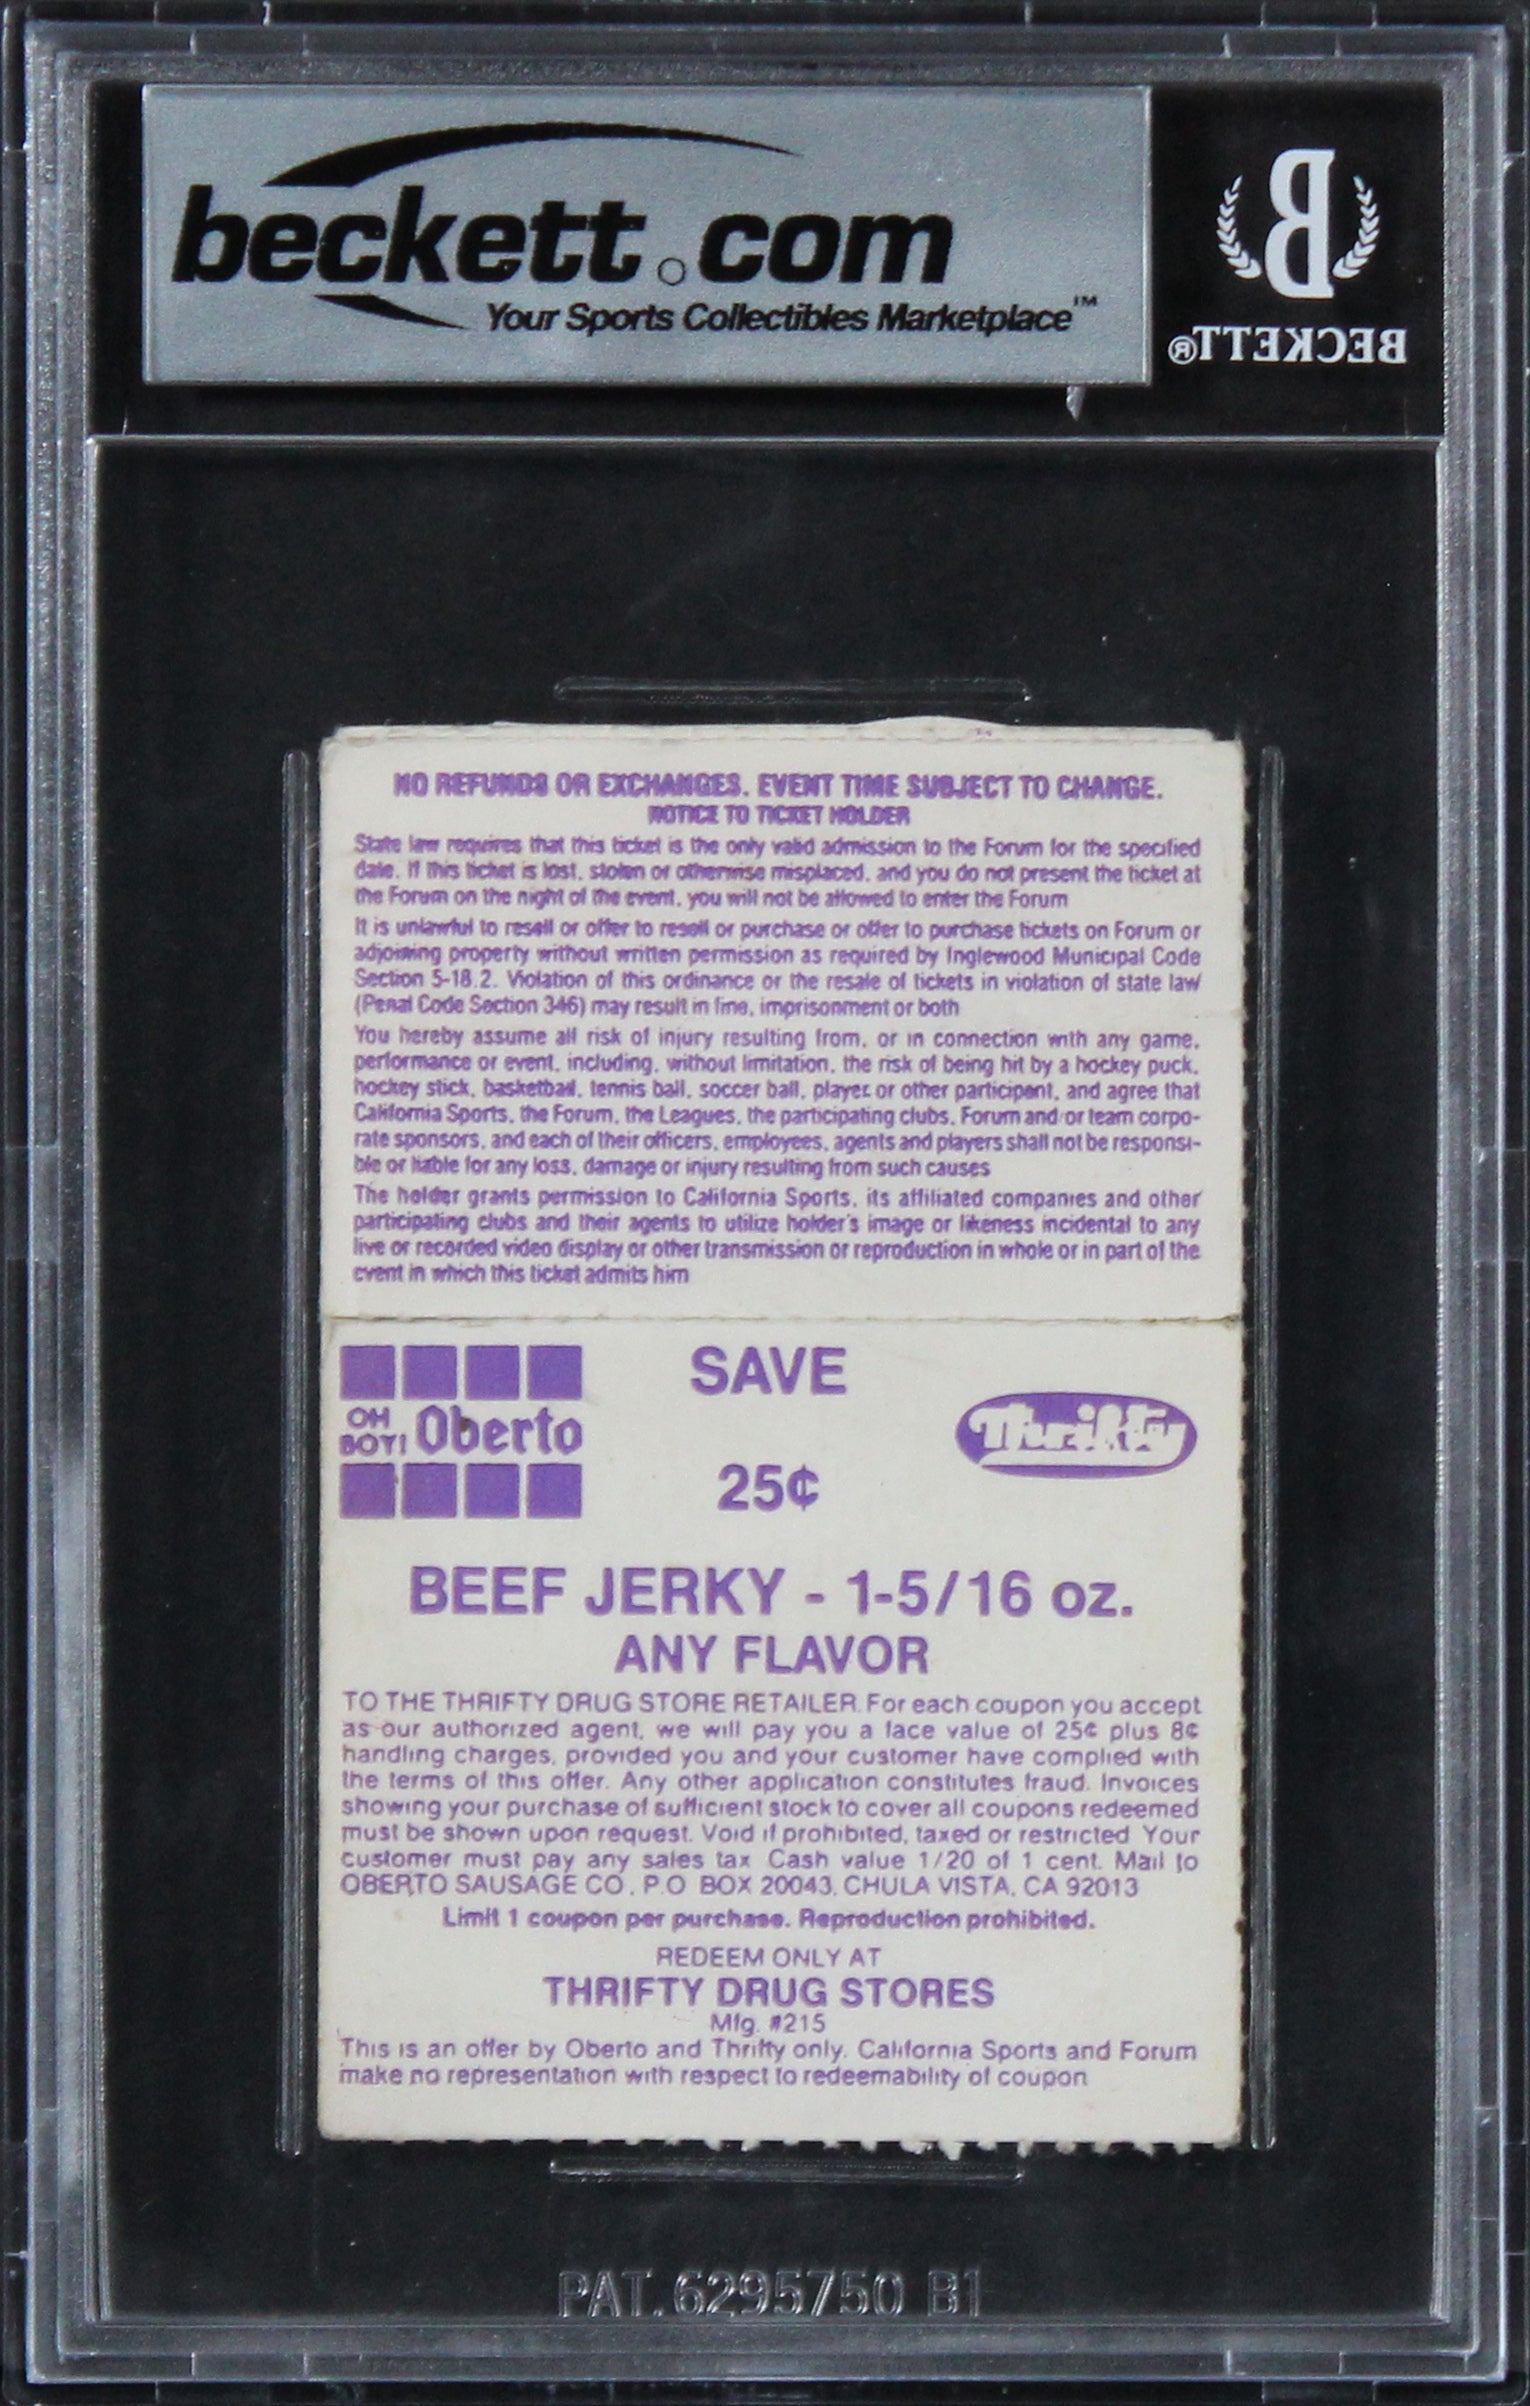 beckett.com
Your Sports Collectibles Marketplace™
B
BECKETT®
NO REFUNDS OR EXCHANGES. EVENT TIME SUBJECT TO CHANGE.
NOTICE TO TICKET HOLDER
State law requires that this ticket is the only valid admission to the Forum for the specified
date. If this ticket is lost, stolen or otherwise misplaced, and you do not present the ticket at
the Forum on the night of the event, you will not be allowed to enter the Forum
It is unlawful to resell or offer to resell or purchase or offer to purchase tickets on Forum or
adjoining property without written permission as required by Inglewood Municipal Code
Section 5-18.2. Violation of this ordinance or the resale of tickets in violation of state law
(Penal Code Section 346) may result in fine, imprisonment or both
You hereby assume all risk of injury resulting from, or in connection with any game,
performance or event, including, without limitation, the risk of being hit by a hockey puck,
hockey stick, basketball, tennis ball, soccer ball, player or other participant, and agree that
California Sports, the Forum, the Leagues, the participating clubs, Forum and/or team corpo-
rate sponsors, and each of their officers, employees, agents and players shall not be responsi-
ble or liable for any loss, damage or injury resulting from such causes
The holder grants permission to California Sports, its affiliated companies and other
participating clubs and their agents to utilize holder's image or likeness incidental to any
live or recorded video display or other transmission or reproduction in whole or in part of the
event in which this ticket admits him
OH BOY! Oberto
SAVE
25¢
Thrifty
BEEF JERKY - 1-5/16 oz.
ANY FLAVOR
TO THE THRIFTY DRUG STORE RETAILER. For each coupon you accept
as our authorized agent, we will pay you a face value of 25¢ plus 8¢
handling charges, provided you and your customer have complied with
the terms of this offer. Any other application constitutes fraud. Invoices
showing your purchase of sufficient stock to cover all coupons redeemed
must be shown upon request. Void if prohibited, taxed or restricted Your
customer must pay any sales tax Cash value 1/20 of 1 cent. Mail to
OBERTO SAUSAGE CO., P.O BOX 20043, CHULA VISTA, CA 92013
Limit 1 coupon per purchase. Reproduction prohibited.
REDEEM ONLY AT
THRIFTY DRUG STORES
Mfg. #215
This is an offer by Oberto and Thrifty only. California Sports and Forum
make no representation with respect to redeemability of coupon
PAT. 6295750 B1